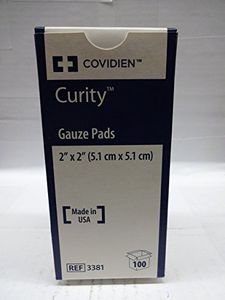 COVIDIEN™
Curity™
Gauze Pads
2" x 2" (5.1 cm x 5.1 cm)
Made in
USA
100
REF 3381